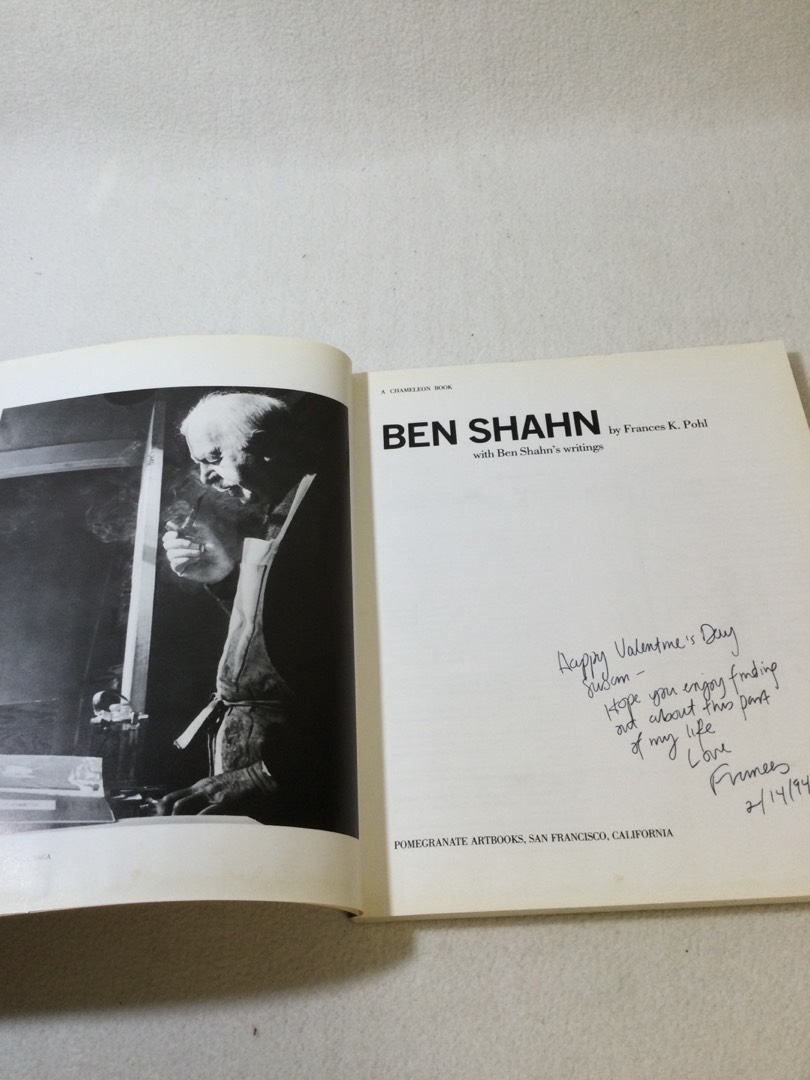 A CHAMELEON BOOK
BEN SHAHN by Frances K. Pohl
with Ben Shahn's writings
Happy Valentine's Day
Susan –
Hope you enjoy finding
out about this part
of my life
Love
Frances
2/14/94
POMEGRANATE ARTBOOKS, SAN FRANCISCO, CALIFORNIA